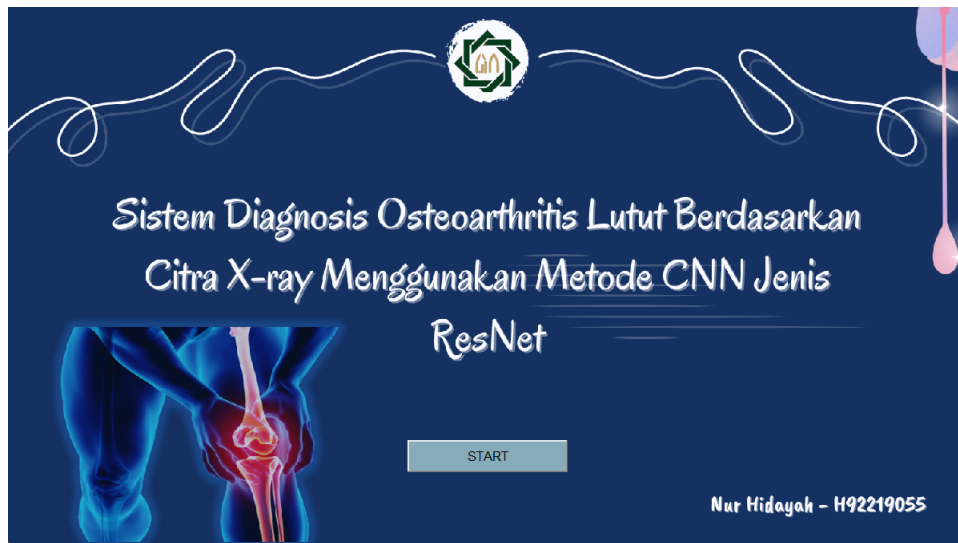 Sistem Diagnosis Osteoarthritis Lutut Berdasarkan
Citra X-ray Menggunakan Metode CNN Jenis
ResNet
START
Nur Hidayah - H92219055